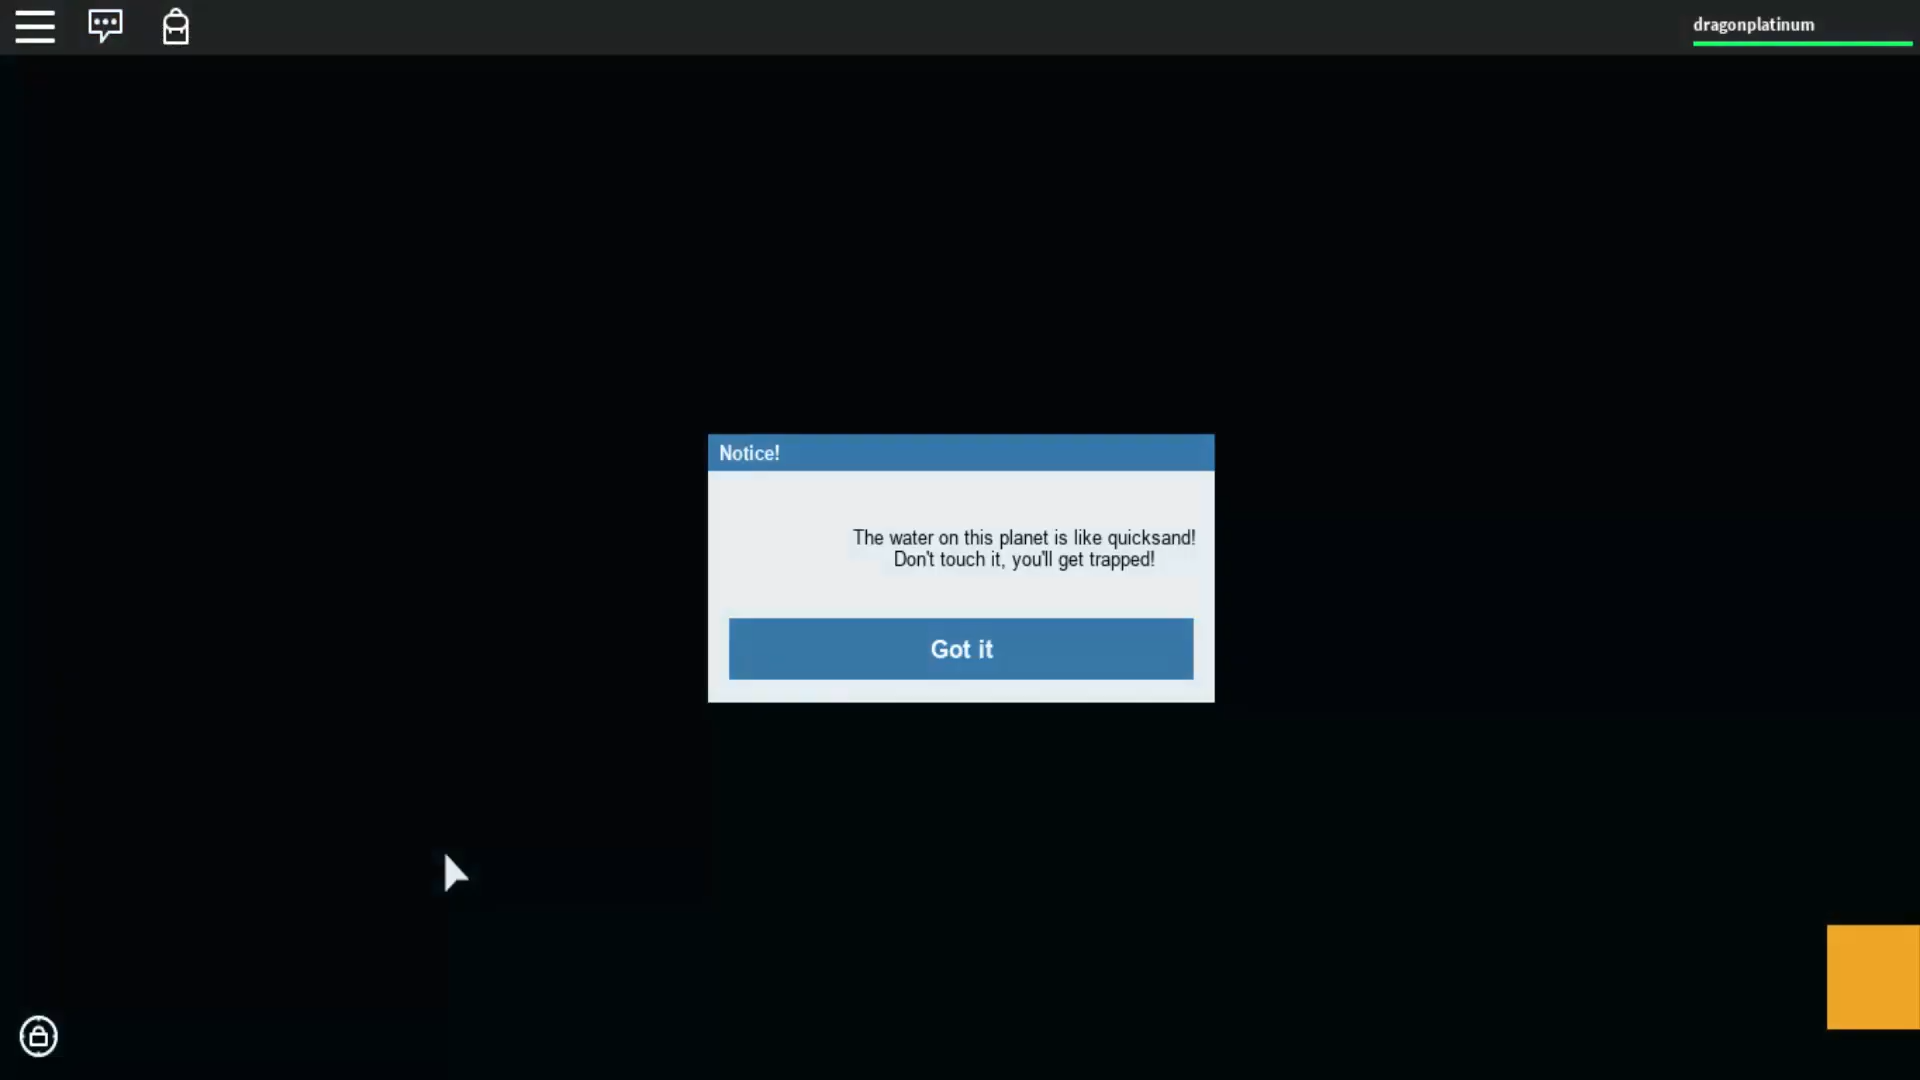 dragonplatinum
Notice!
The water on this planet is like quicksand!
Don't touch it, you'll get trapped!
Got it